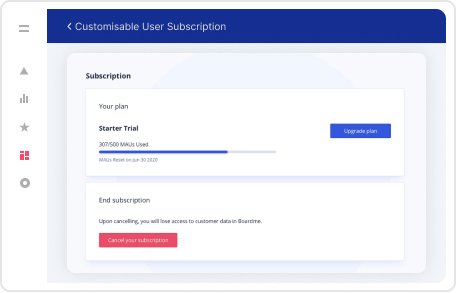 Customisable User Subscription
Subscription
Your plan
Starter Trial
Upgrade plan
307/500 MAUs Used
MAUs Reset on Jun 30 2020
End subscription
Upon cancelling, you will lose access to customer data in Boardme.
Cancel your subscription